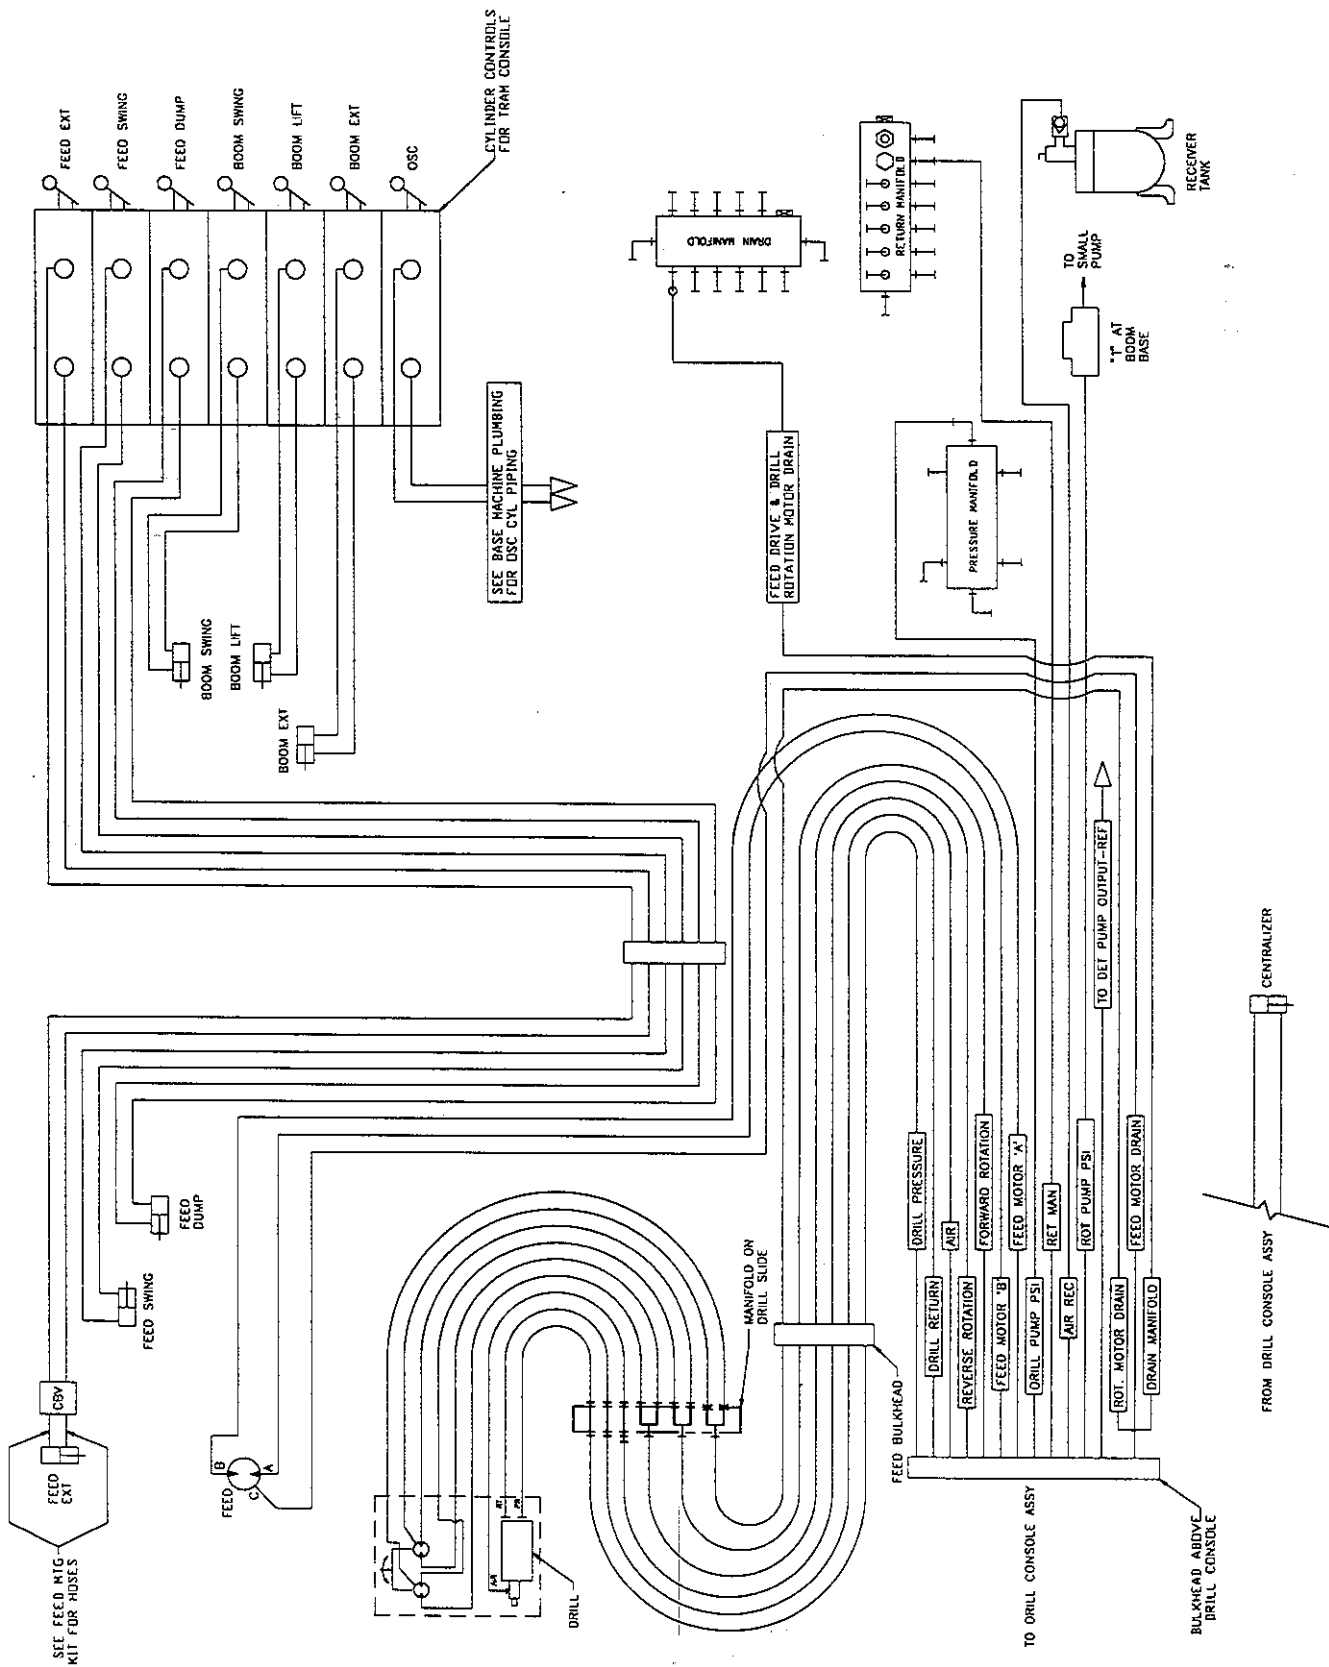 FEED EXT
FEED SWING
FEED DUMP
BOOM SWING
BOOM LIFT
BOOM EXT
OSC
CYLINDER CONTROLS
FOR TRAM CONSOLE
SEE BASE MACHINE PLUMBING
FOR OSC CYL PIPING
BOOM SWING
BOOM LIFT
BOOM EXT
DRAIN MANIFOLD
RETURN MANIFOLD
RECEIVER
TANK
TO
SMALL
PUMP
"T" AT
BOOM
BASE
PRESSURE MANIFOLD
FEED DRIVE & DRILL
ROTATION MOTOR DRAIN
SEE FEED MTG
KIT FOR HOSES
FEED
EXT
CBV
FEED SWING
FEED
DUMP
FEED
B
A
C
DRILL
MANIFOLD ON
DRILL SLIDE
FEED BULKHEAD
DRILL PRESSURE
DRILL RETURN
AIR
REVERSE ROTATION
FORWARD ROTATION
FEED MOTOR 'B'
FEED MOTOR 'A'
DRILL PUMP PSI
RET MAN
AIR REC
ROT PUMP PSI
TO DET PUMP OUTPUT-REF
ROT. MOTOR DRAIN
FEED MOTOR DRAIN
DRAIN MANIFOLD
TO DRILL CONSOLE ASSY
BULKHEAD ABOVE
DRILL CONSOLE
FROM DRILL CONSOLE ASSY
CENTRALIZER